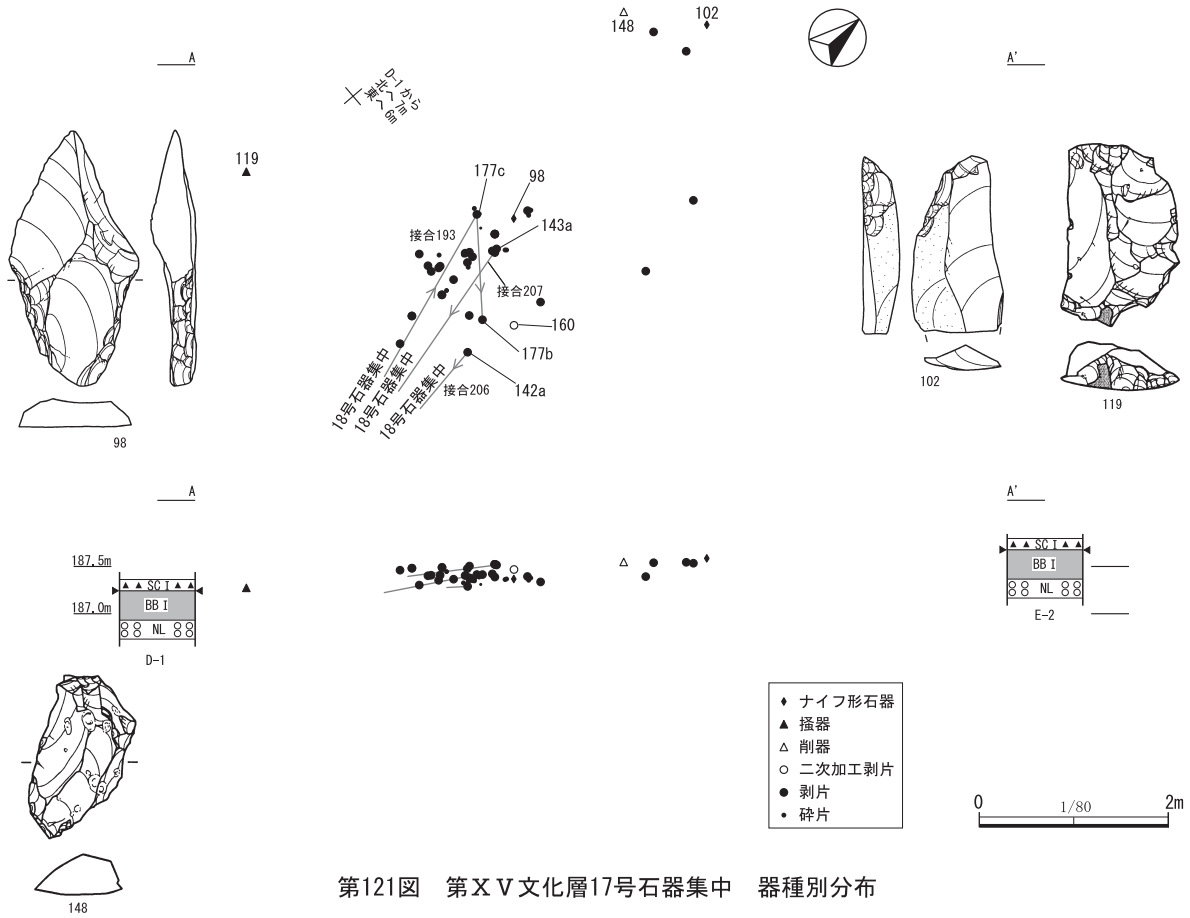 148
102
A
A'
D-1から
北へ7m
東へ6m
119
177c
98
接合193
143a
接合207
160
177b
接合206
142a
18号石器集中
18号石器集中
18号石器集中
98
102
119
A
A'
187.5m
187.0m
SCⅠ
BBⅠ
NL
D-1
SCⅠ
BBⅠ
NL
E-2
148
ナイフ形石器
掻器
削器
二次加工剥片
剥片
砕片
0 1/80 2m
第121図 第ⅩⅤ文化層17号石器集中 器種別分布